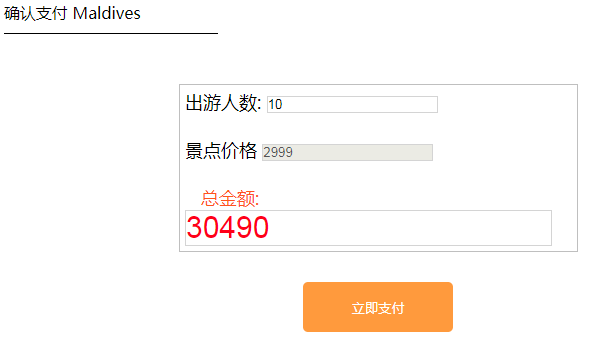 确认支付 Maldives
出游人数: 10
景点价格 2999
总金额:
30490
立即支付